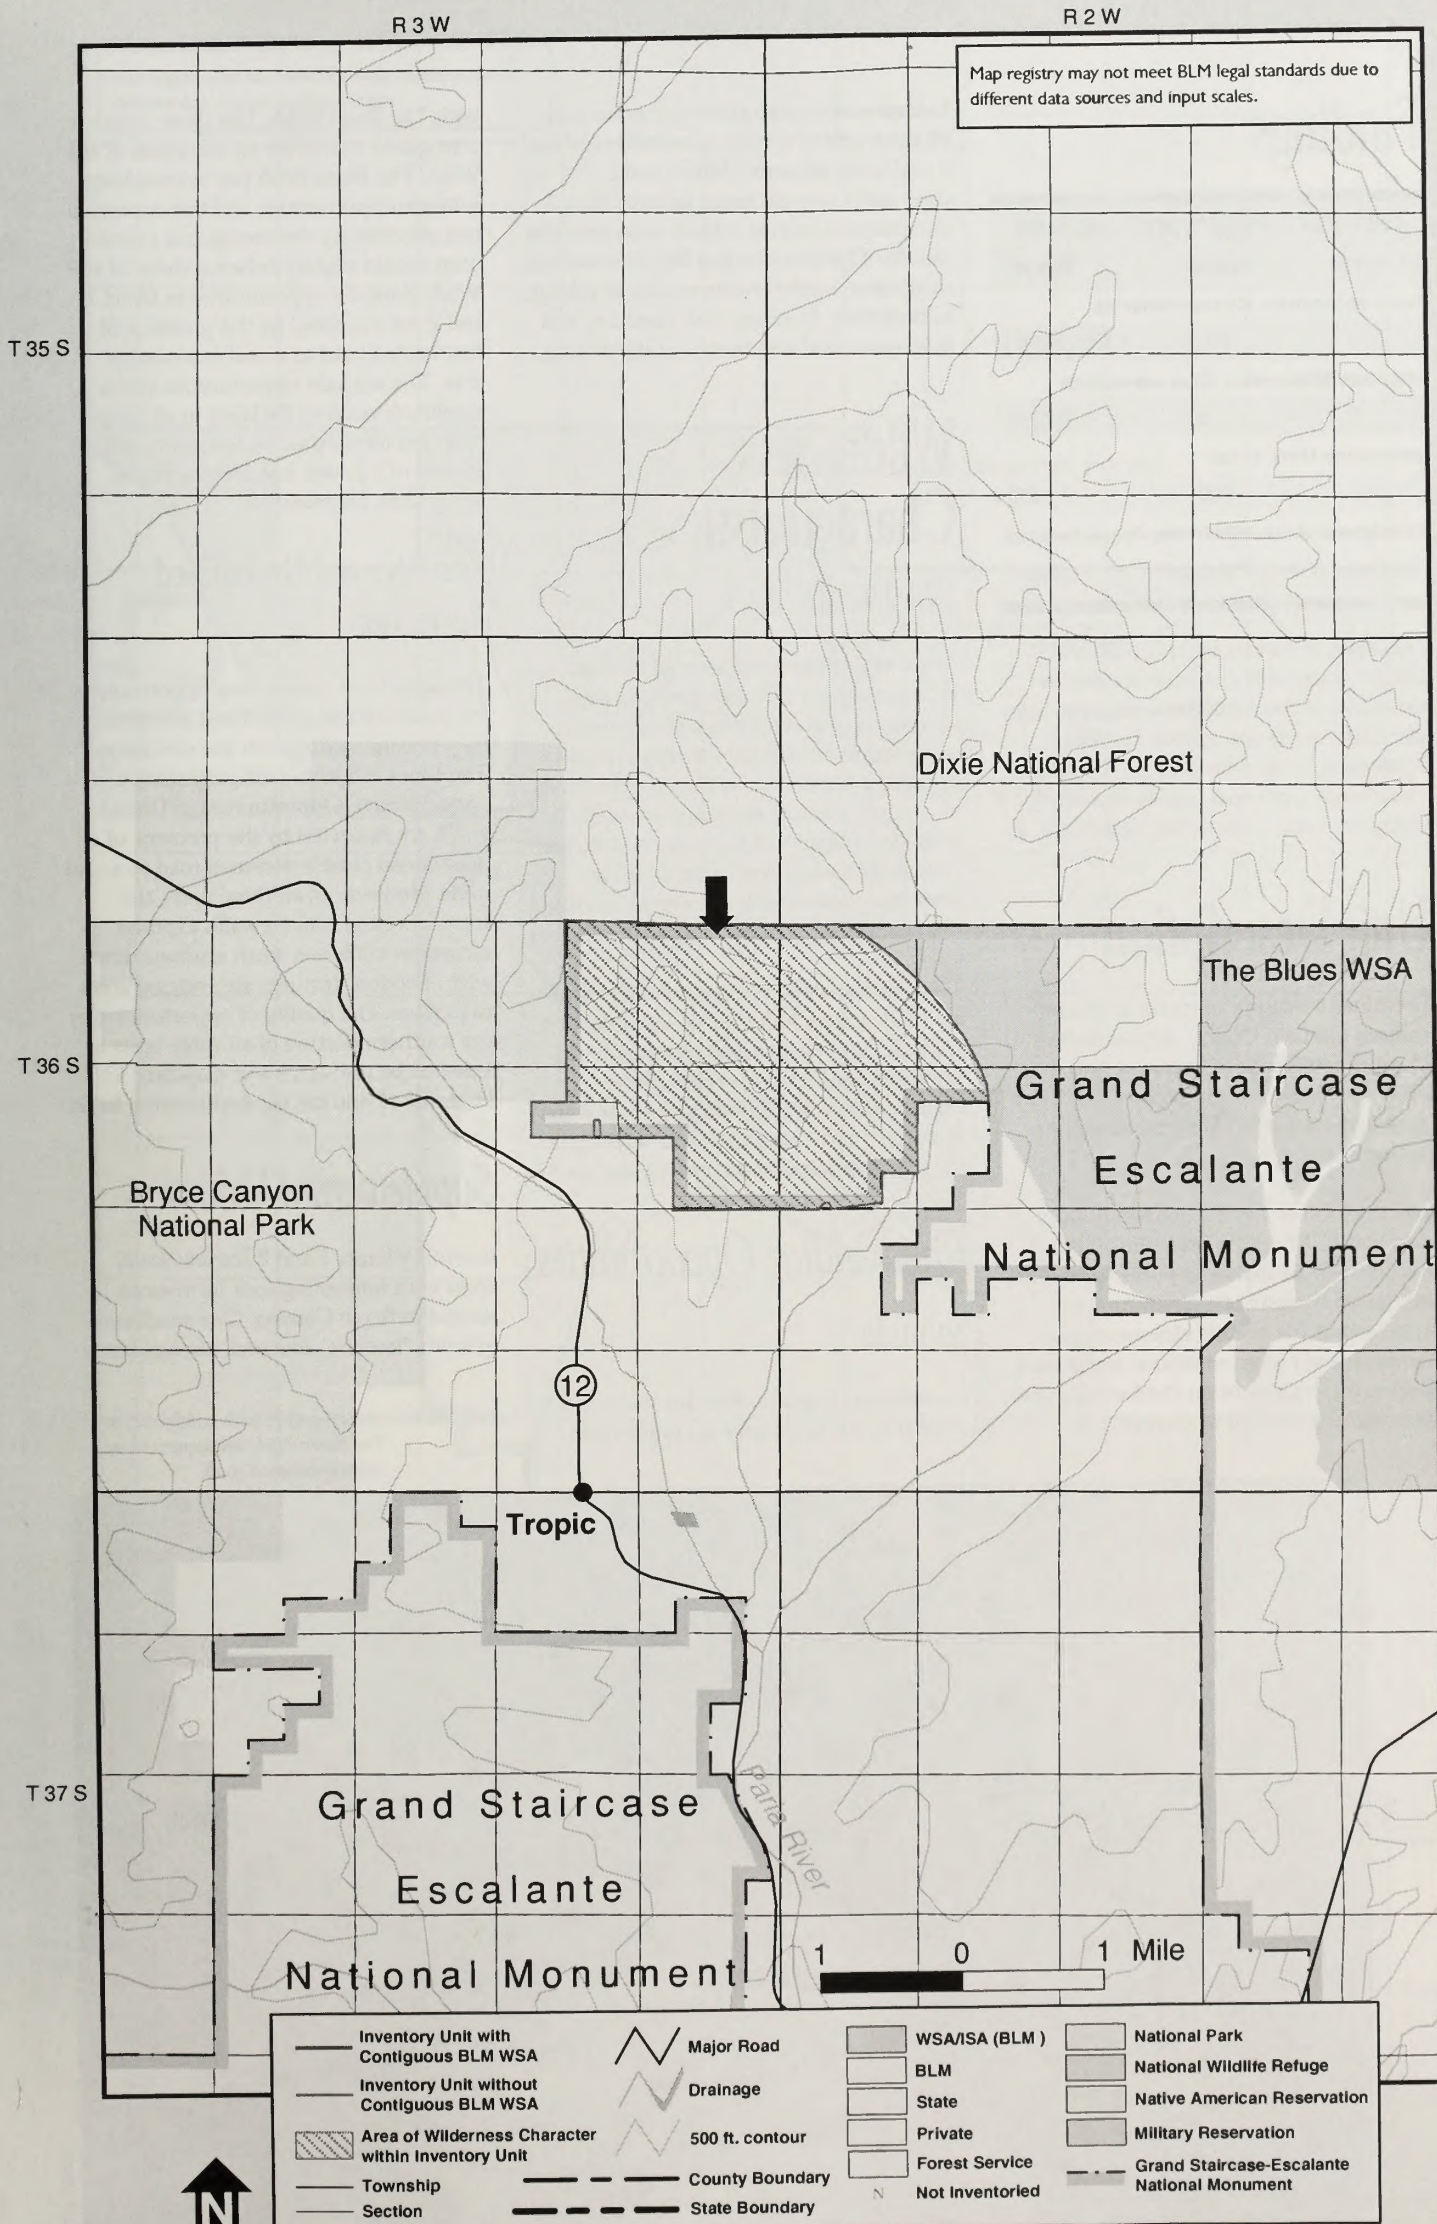 R 3 W
R 2 W
Map registry may not meet BLM legal standards due to
different data sources and input scales.
T 35 S
Dixie National Forest
The Blues WSA
T 36 S
Grand Staircase
Escalante
National Monument
Bryce Canyon
National Park
12
Tropic
T 37 S
Grand Staircase
Escalante
National Monument
Paria River
1 0 1 Mile
Inventory Unit with
Contiguous BLM WSA
Inventory Unit without
Contiguous BLM WSA
Area of Wilderness Character
within Inventory Unit
Township
Section
Major Road
Drainage
500 ft. contour
County Boundary
State Boundary
WSA/ISA (BLM )
BLM
State
Private
Forest Service
N Not Inventoried
National Park
National Wildlife Refuge
Native American Reservation
Military Reservation
Grand Staircase-Escalante
National Monument
N